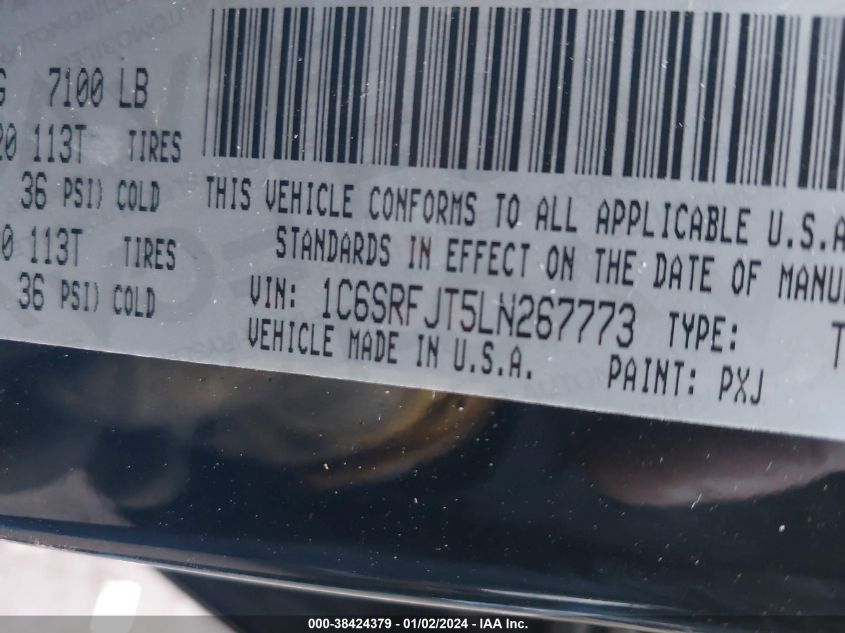 G 7100 LB
20 113T TIRES
36 PSI) COLD
0 113T TIRES
36 PSI) COLD
THIS VEHICLE CONFORMS TO ALL APPLICABLE U.S.A
STANDARDS IN EFFECT ON THE DATE OF MANU
VIN: 1C6SRFJT5LN267773 TYPE: T
VEHICLE MADE IN U.S.A. PAINT: PXJ
000-38424379 - 01/02/2024 - IAA Inc.